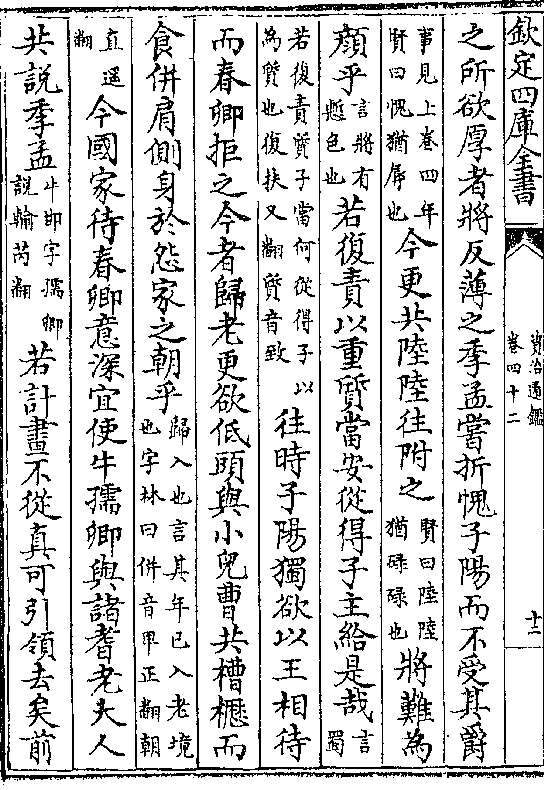 欽定四庫全書
資治通鑑
卷四十二
十二
之所欲厚者將反薄之季孟嘗折愧子陽而不受其爵
事見上卷四年賢曰愧猶辱也今更共陸陸往附之賢曰陸陸猶碌碌也將難為
顔乎言將有慙色也若復責以重質當安從得子主給是哉言蜀
若復責質子當何從得子以為質也復扶又翻質音致往時子陽獨欲以王相待
而春卿拒之今者歸老更欲低頭與小兒曹共槽櫪而
食併肩側身於怨家之朝乎歸入也言其年已入老境也字林曰併音卑正翻朝
直遥翻今國家待春卿意深宜使牛孺卿與諸耆老大人
共說季孟牛邯字孺卿說輸芮翻若計畫不從真可引領去矣前